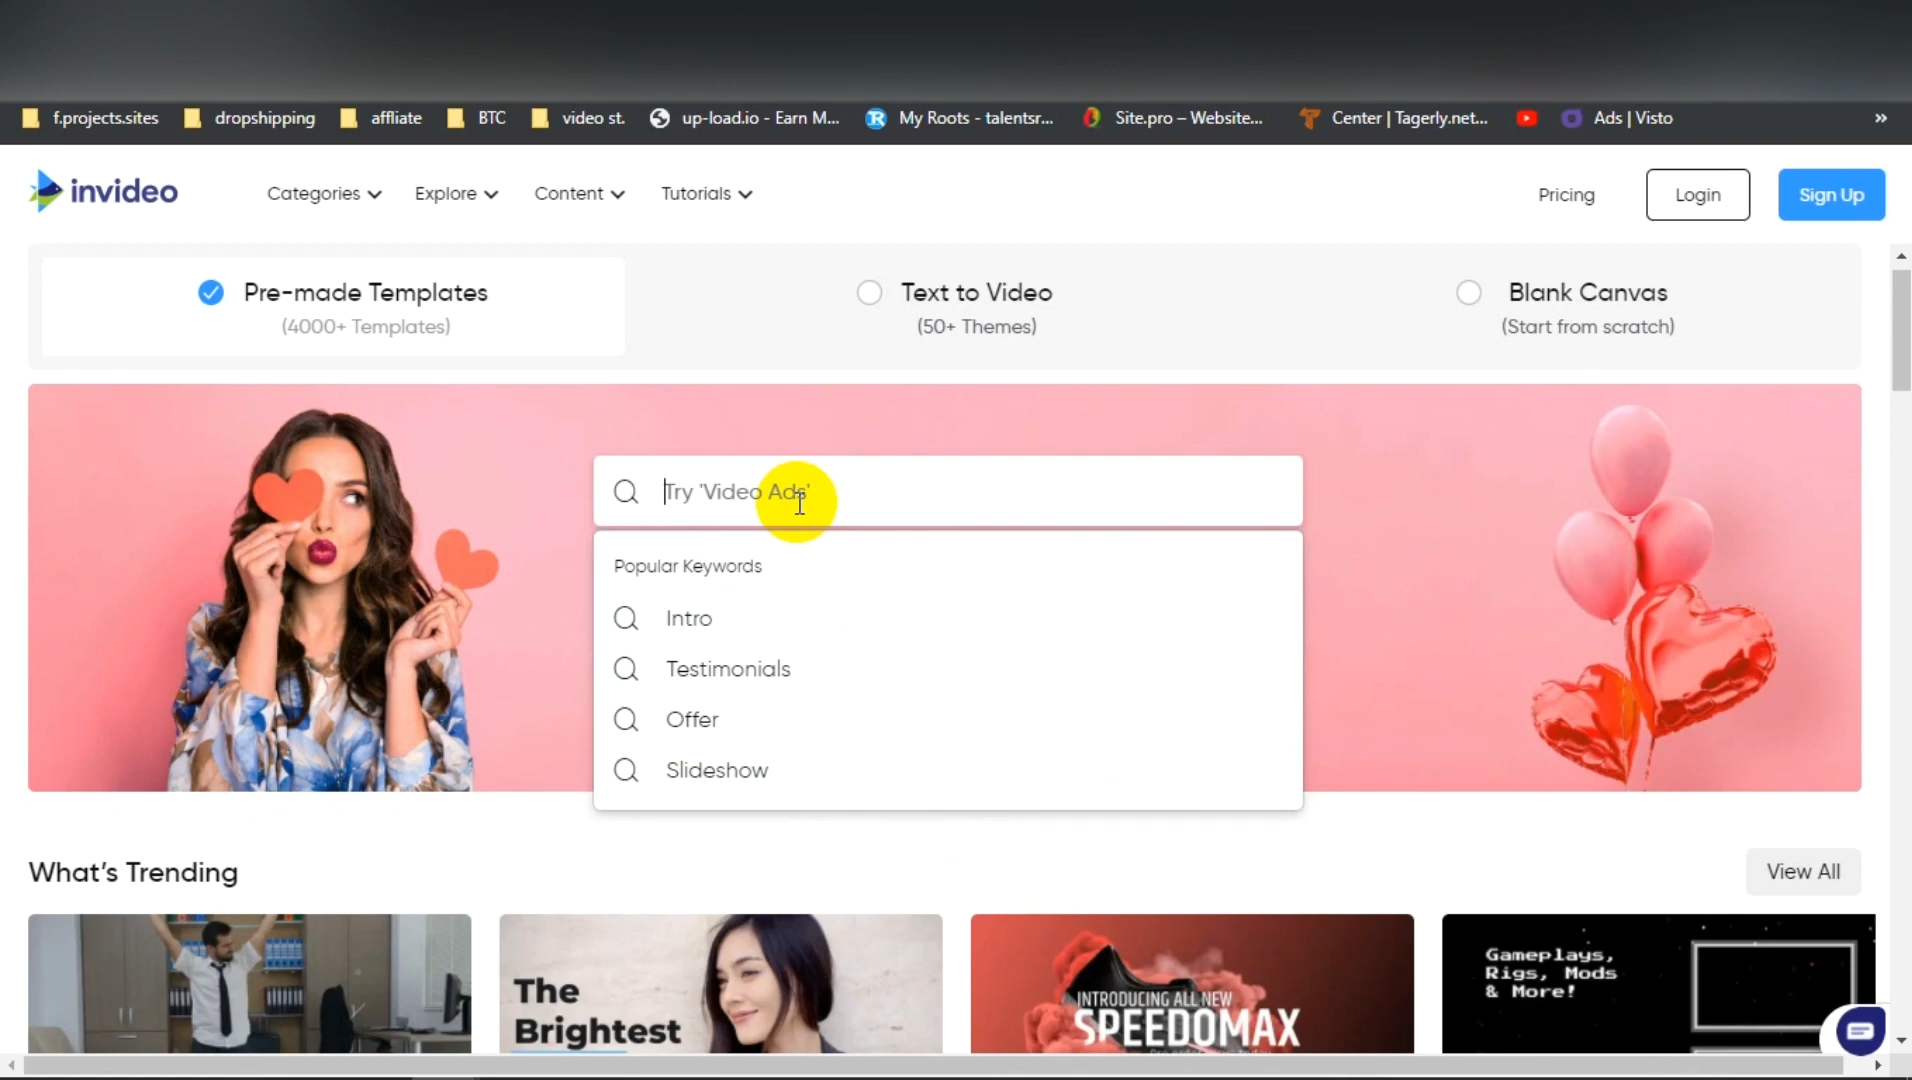 f.projects.sites dropshipping affliate BTC video st. up-load.io - Earn M... My Roots - talentsr... Site.pro – Website... Center | Tagerly.net... Ads | Visto »
invideo Categories Explore Content Tutorials Pricing Login Sign Up
Pre-made Templates
(4000+ Templates)
Text to Video
(50+ Themes)
Blank Canvas
(Start from scratch)
Try 'Video Ads'
Popular Keywords
Intro
Testimonials
Offer
Slideshow
What's Trending
View All
The
Brightest
INTRODUCING ALL NEW
SPEEDOMAX
Gameplays,
Rigs, Mods
& More!